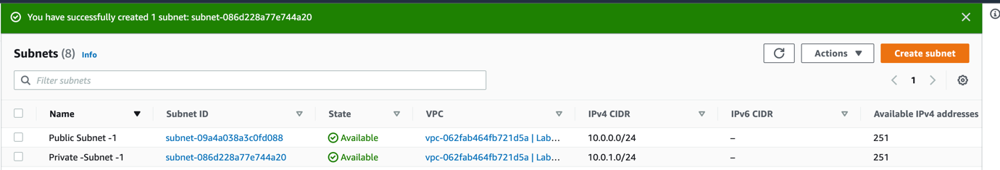 You have successfully created 1 subnet: subnet-086d228a77e744a20
Subnets (8) Info
Actions
Create subnet
Filter subnets
1
Name Subnet ID State VPC IPv4 CIDR IPv6 CIDR Available IPv4 addresses
Public Subnet -1 subnet-09a4a038a3c0fd088 Available vpc-062fab464fb721d5a | Lab... 10.0.0.0/24 – 251
Private -Subnet -1 subnet-086d228a77e744a20 Available vpc-062fab464fb721d5a | Lab... 10.0.1.0/24 – 251